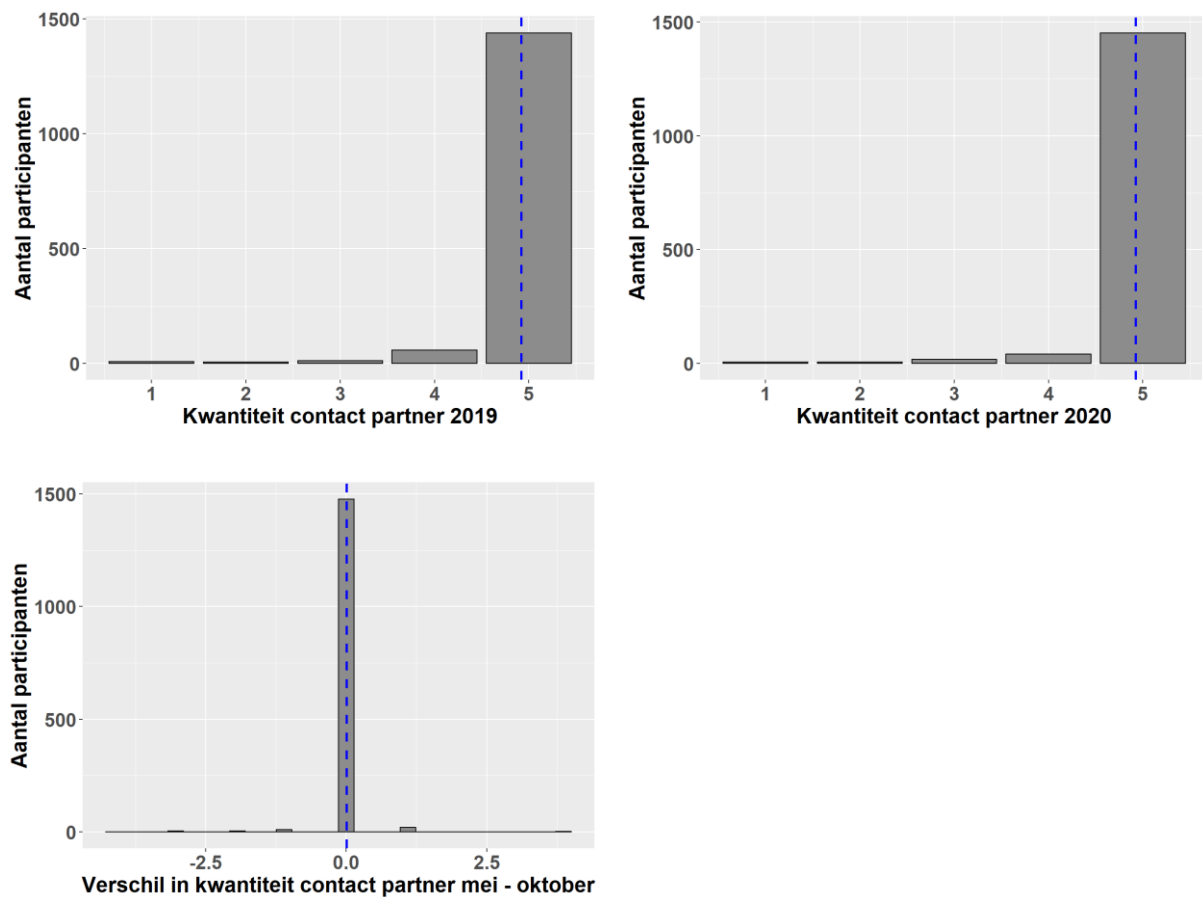 1500
1000
500
0
Aantal participanten
1 2 3 4 5
Kwantiteit contact partner 2019
1500
1000
500
0
Aantal participanten
1 2 3 4 5
Kwantiteit contact partner 2020
1500
1000
500
0
Aantal participanten
-2.5 0.0 2.5
Verschil in kwantiteit contact partner mei - oktober